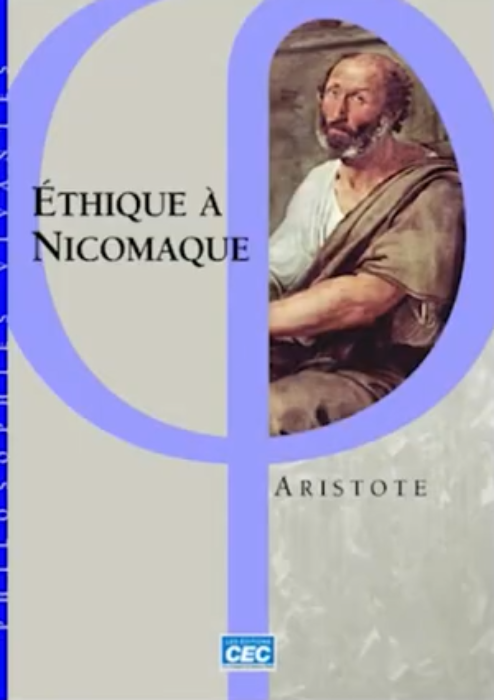 ÉTHIQUE À
NICOMAQUE
ARISTOTE
PHILOSOPHIES VIVANTES
LES ÉDITIONS
CEC